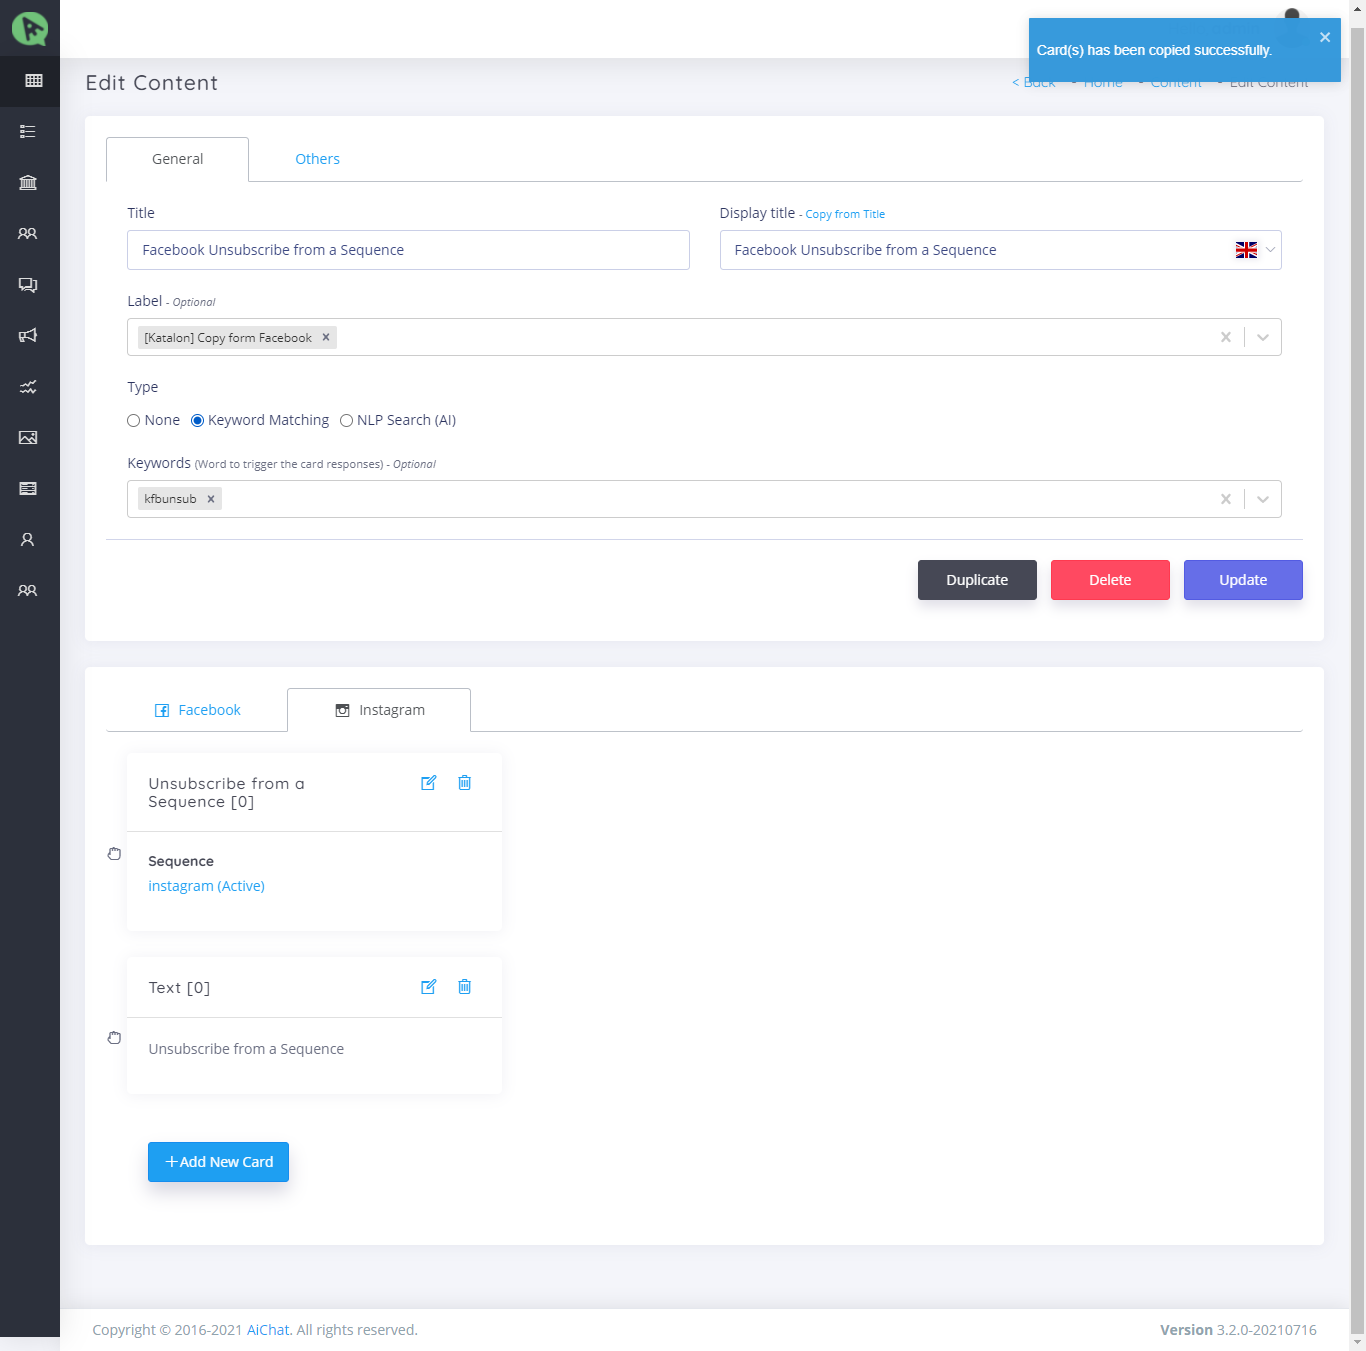 Card(s) has been copied successfully.
Edit Content
< Back - Home - Content - Edit Content
General
Others
Title
Display title - Copy from Title
Facebook Unsubscribe from a Sequence
Facebook Unsubscribe from a Sequence
Label - Optional
[Katalon] Copy form Facebook
Type
None
Keyword Matching
NLP Search (AI)
Keywords (Word to trigger the card responses) - Optional
kfbunsub
Duplicate
Delete
Update
Facebook
Instagram
Unsubscribe from a
Sequence [0]
Sequence
instagram (Active)
Text [0]
Unsubscribe from a Sequence
+Add New Card
Copyright © 2016-2021 AiChat. All rights reserved.
Version 3.2.0-20210716